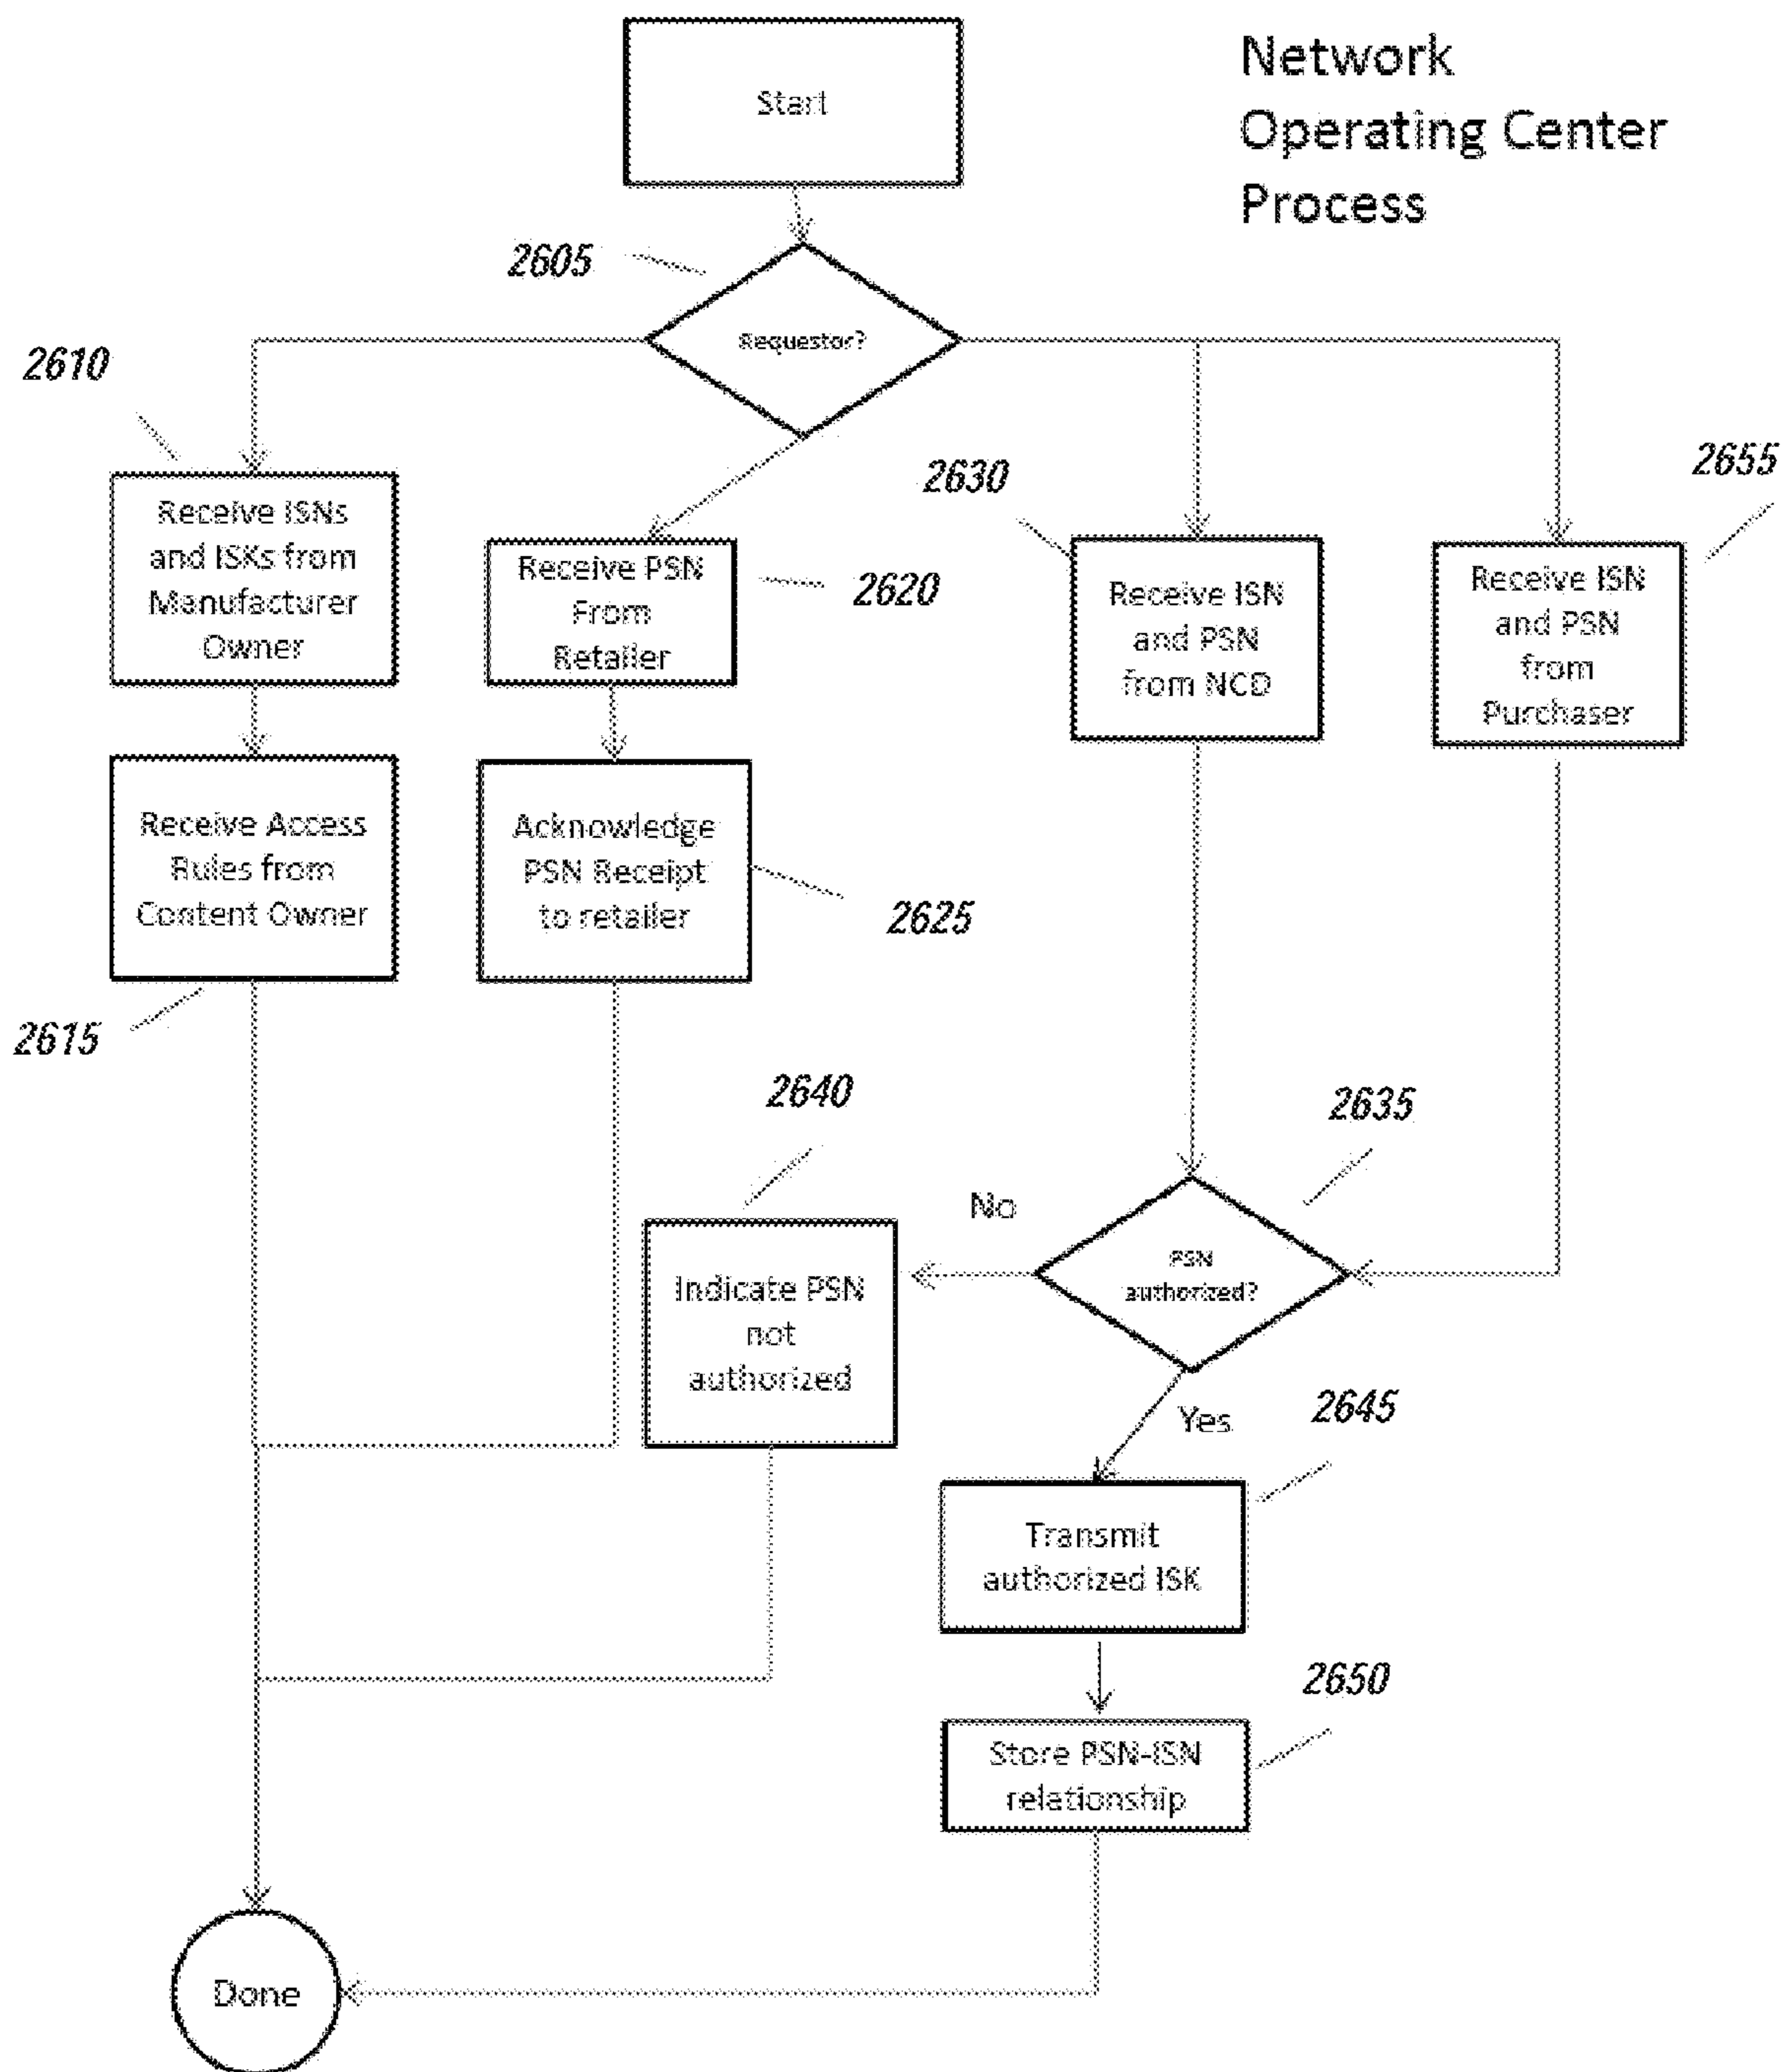 Network
Operating Center
Process
Start
2605
Requestor?
2610
2630
2655
Receive ISNs
and ISKs from
Manufacturer
Owner
Receive PSN
From
Retailer
2620
Receive ISN
and PSN
from NCD
Receive ISN
and PSN
from
Purchaser
Receive Access
Rules from
Content Owner
Acknowledge
PSN Receipt
to retailer
2625
2615
2640
2635
No
PSN
authorized?
Indicate PSN
not
authorized
Yes
2645
Transmit
authorized ISK
2650
Store PSN-ISN
relationship
Done